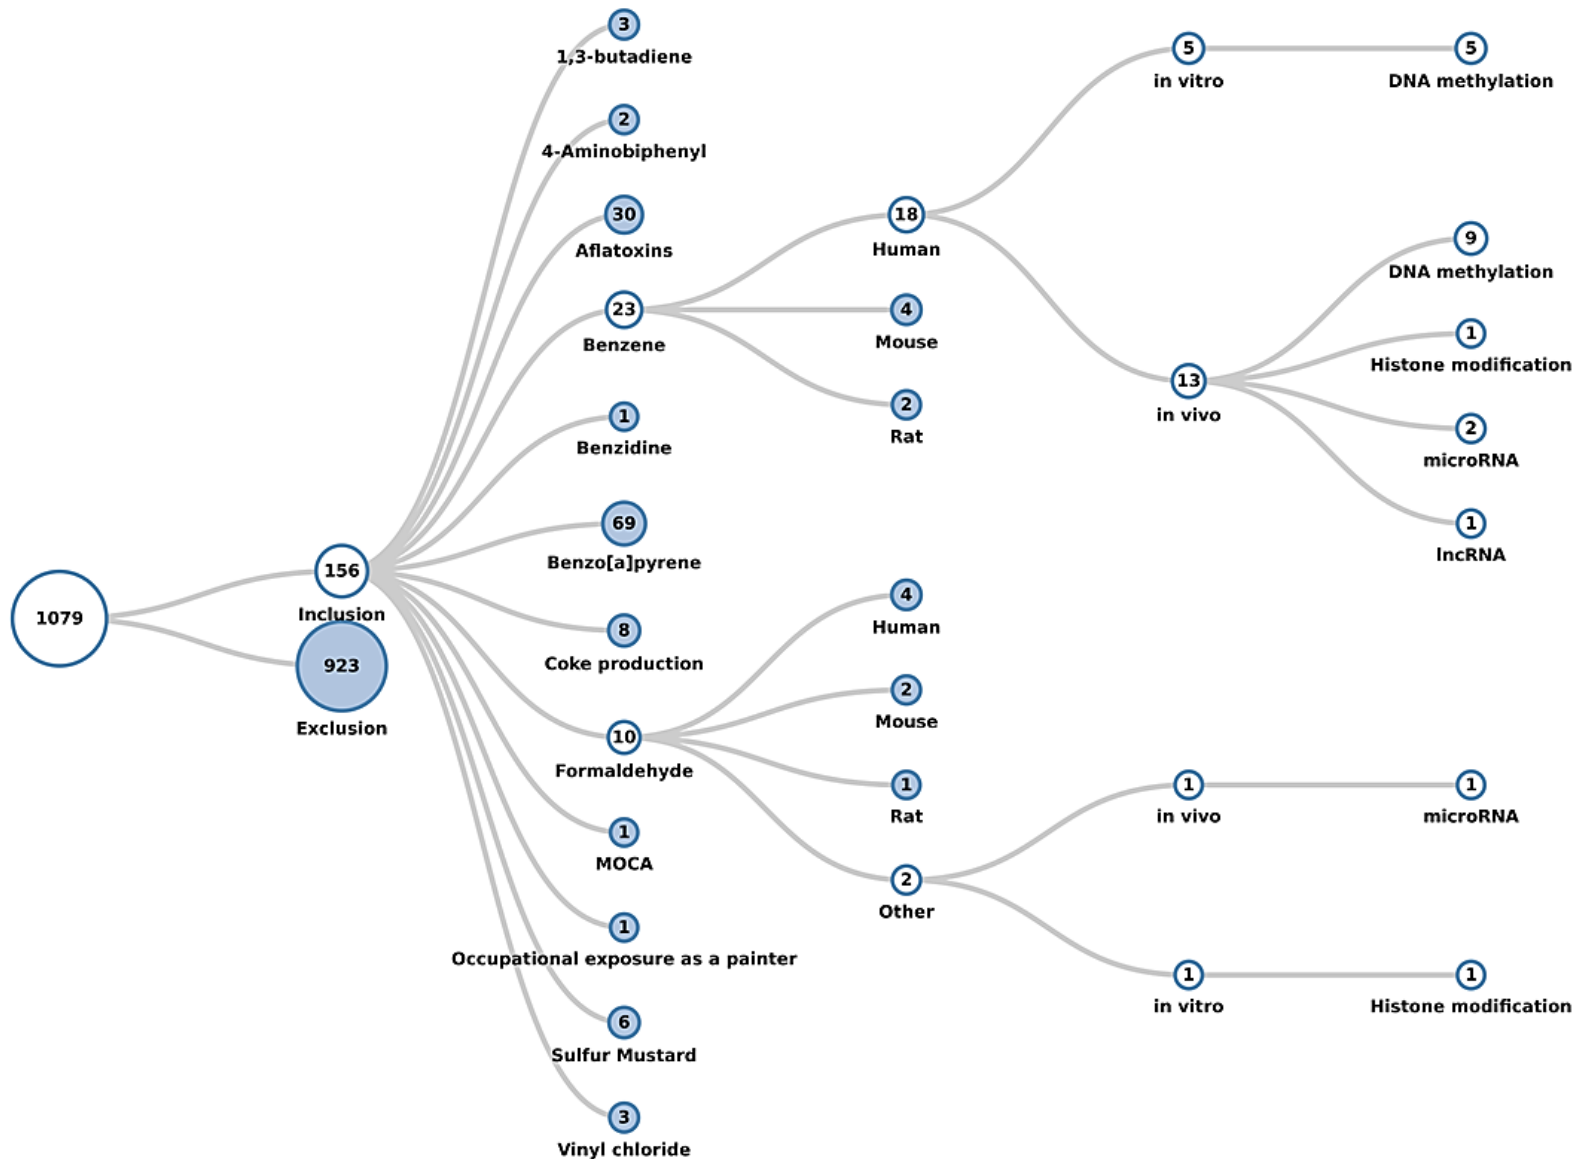 1079
156
Inclusion
923
Exclusion
3
1,3-butadiene
2
4-Aminobiphenyl
30
Aflatoxins
23
Benzene
1
Benzidine
69
Benzo[a]pyrene
8
Coke production
10
Formaldehyde
1
MOCA
1
Occupational exposure as a painter
6
Sulfur Mustard
3
Vinyl chloride
18
Human
4
Mouse
2
Rat
4
Human
2
Mouse
1
Rat
2
Other
5
in vitro
13
in vivo
1
in vivo
1
in vitro
5
DNA methylation
9
DNA methylation
1
Histone modification
2
microRNA
1
lncRNA
1
microRNA
1
Histone modification